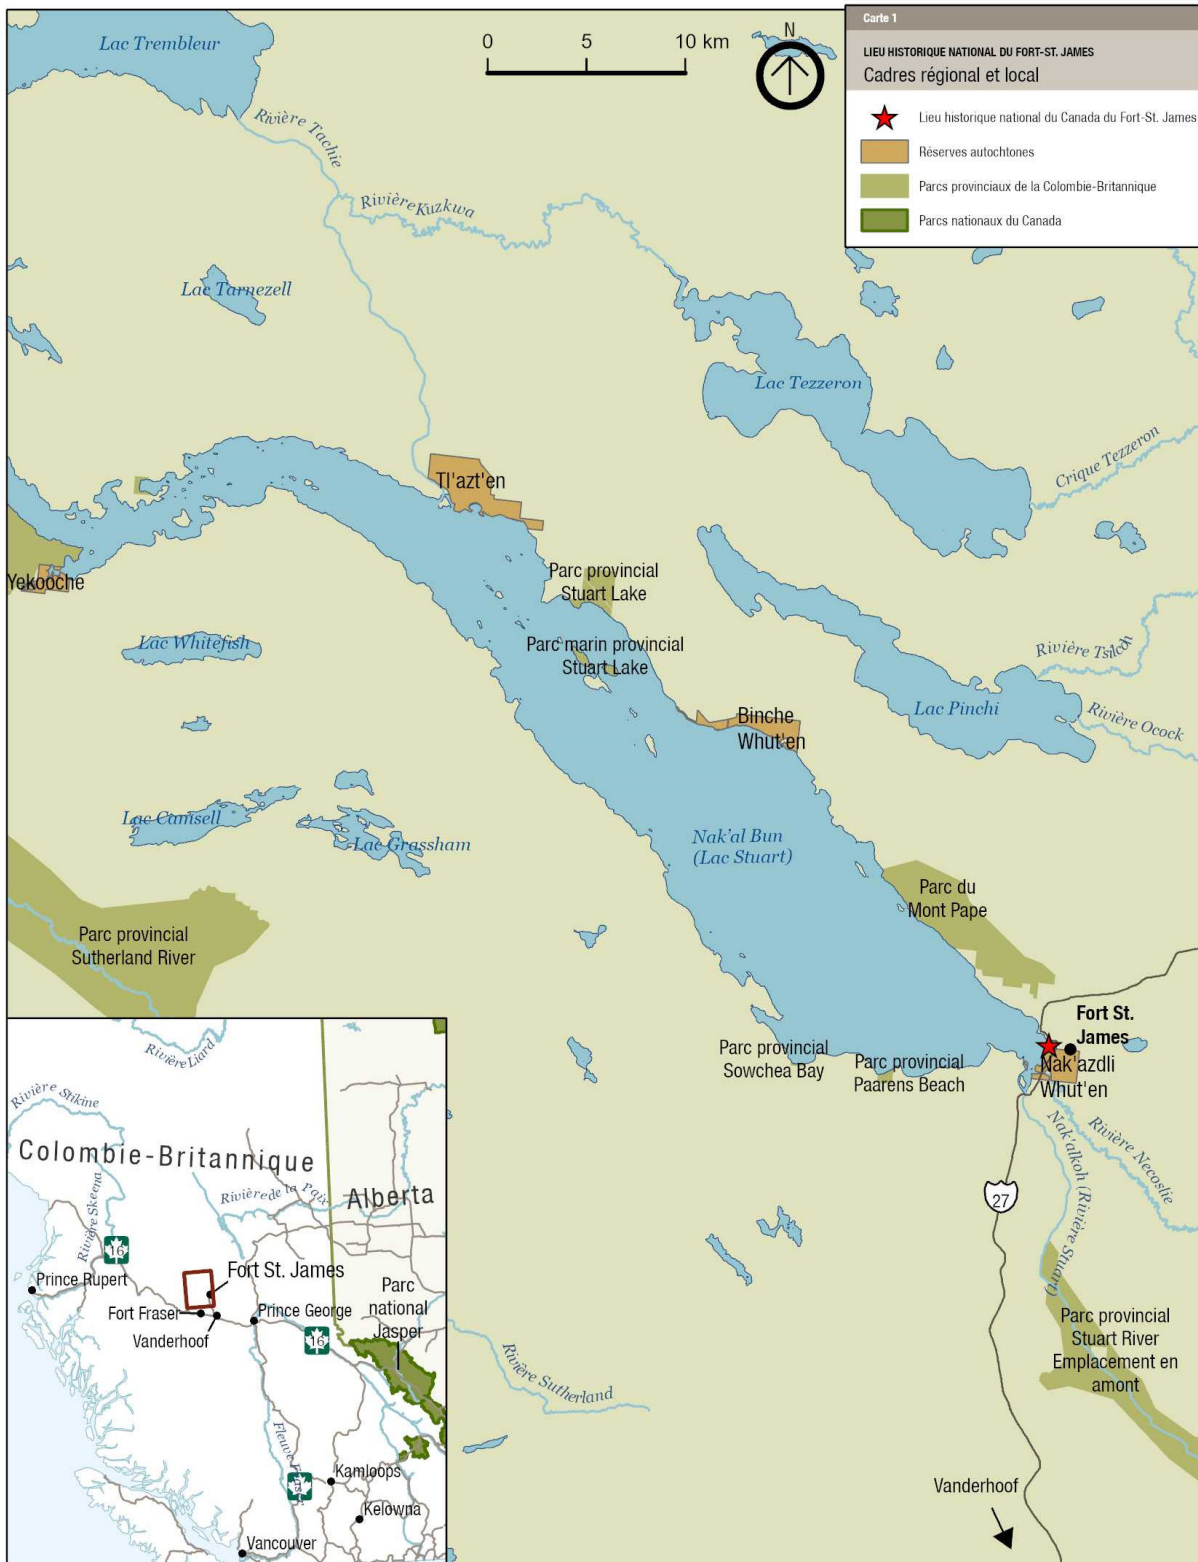 Carte 1
LIEU HISTORIQUE NATIONAL DU FORT-ST. JAMES
Cadres régional et local
Lieu historique national du Canada du Fort-St. James
Réserves autochtones
Parcs provinciaux de la Colombie-Britannique
Parcs nationaux du Canada
0 5 10 km
N
Lac Trembleur
Rivière Tachie
Rivière Kuzkwa
Lac Tarnezell
Lac Tezzeron
Crique Tezzeron
Tl'azt'en
Yekooche
Parc provincial
Stuart Lake
Parc marin provincial
Stuart Lake
Lac Whitefish
Rivière Tsilcoh
Lac Pinchi
Rivière Ocock
Binche
Whut'en
Lac Camsell
Lac Grassham
Nak'al Bun
(Lac Stuart)
Parc du
Mont Pape
Parc provincial
Sutherland River
Fort St.
James
Parc provincial
Sowchea Bay
Parc provincial
Paarens Beach
Nak'azdli
Whut'en
Nak'alkoh (Rivière Stuart)
Rivière Necoslie
27
Parc provincial
Stuart River
Emplacement en
amont
Rivière Sutherland
Vanderhoof
Rivière Liard
Rivière Stikine
Colombie-Britannique
Rivière Skeena
Rivière de la Paix
Alberta
16
Prince Rupert
Fort St. James
Fort Fraser
Vanderhoof
Prince George
16
Parc
national
Jasper
Kamloops
Kelowna
Vancouver